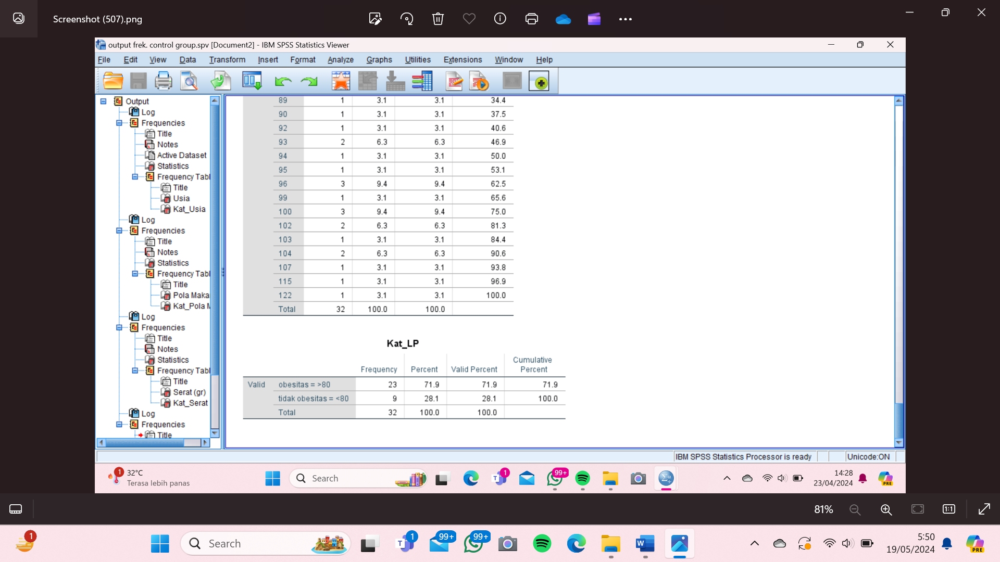 Screenshot (507).png
output frek. control group.spv [Document2] - IBM SPSS Statistics Viewer
File Edit View Data Transform Insert Format Analyze Graphs Utilities Extensions Window Help
Output
Log
Frequencies
Title
Notes
Active Dataset
Statistics
Frequency Tabl
Title
Usia
Kat_Usia
Log
Frequencies
Title
Notes
Statistics
Frequency Tabl
Title
Pola Maka
Kat_Pola M
Log
Frequencies
Title
Notes
Statistics
Frequency Tabl
Title
Serat (gr)
Kat_Serat
Log
Frequencies
Title
89 1 3.1 3.1 34.4
90 1 3.1 3.1 37.5
92 1 3.1 3.1 40.6
93 2 6.3 6.3 46.9
94 1 3.1 3.1 50.0
95 1 3.1 3.1 53.1
96 3 9.4 9.4 62.5
99 1 3.1 3.1 65.6
100 3 9.4 9.4 75.0
102 2 6.3 6.3 81.3
103 1 3.1 3.1 84.4
104 2 6.3 6.3 90.6
107 1 3.1 3.1 93.8
115 1 3.1 3.1 96.9
122 1 3.1 3.1 100.0
Total 32 100.0 100.0
Kat_LP
Frequency Percent Valid Percent Cumulative Percent
Valid obesitas = >80 23 71.9 71.9 71.9
tidak obesitas = <80 9 28.1 28.1 100.0
Total 32 100.0 100.0
IBM SPSS Statistics Processor is ready Unicode:ON
1 32°C
Terasa lebih panas
Search
1
99+
14:28
23/04/2024
PRE
81%
1:1
1
Search
1
99+
99+
5:50
19/05/2024
PRE